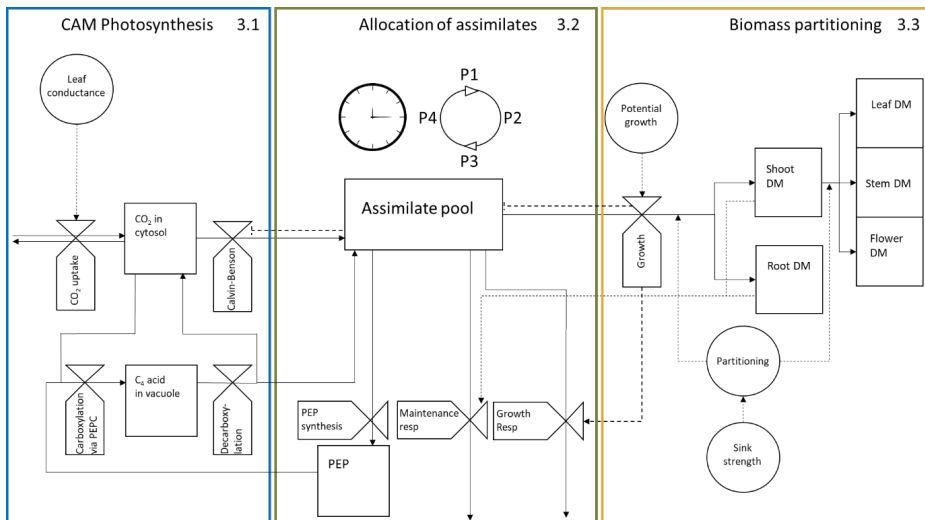 CAM Photosynthesis 3.1
Allocation of assimilates 3.2
Biomass partitioning 3.3
Leaf
conductance
CO2 uptake
CO2 in
cytosol
Calvin-Benson
Carboxylation
via PEPC
C4 acid
in vacuole
Decarboxy-
lation
P1
P4
P2
P3
Assimilate pool
PEP
synthesis
Maintenance
resp
Growth
Resp
PEP
Potential
growth
Growth
Shoot
DM
Root DM
Leaf DM
Stem DM
Flower
DM
Partitioning
Sink
strength